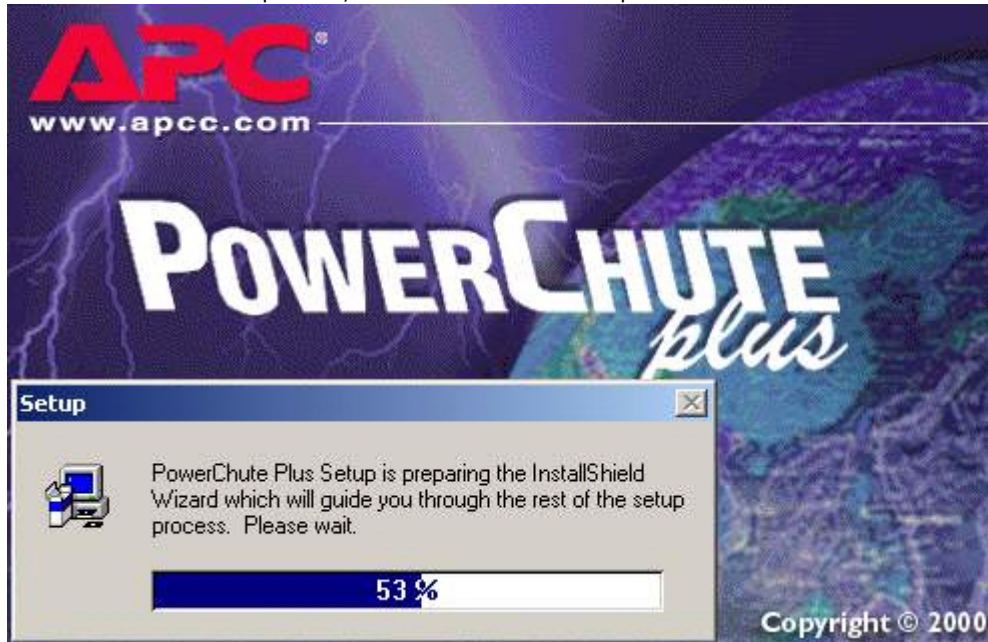 APC®
www.apcc.com
POWERCHUTE
plus
Setup
PowerChute Plus Setup is preparing the InstallShield
Wizard which will guide you through the rest of the setup
process. Please wait.
53 %
Copyright © 2000